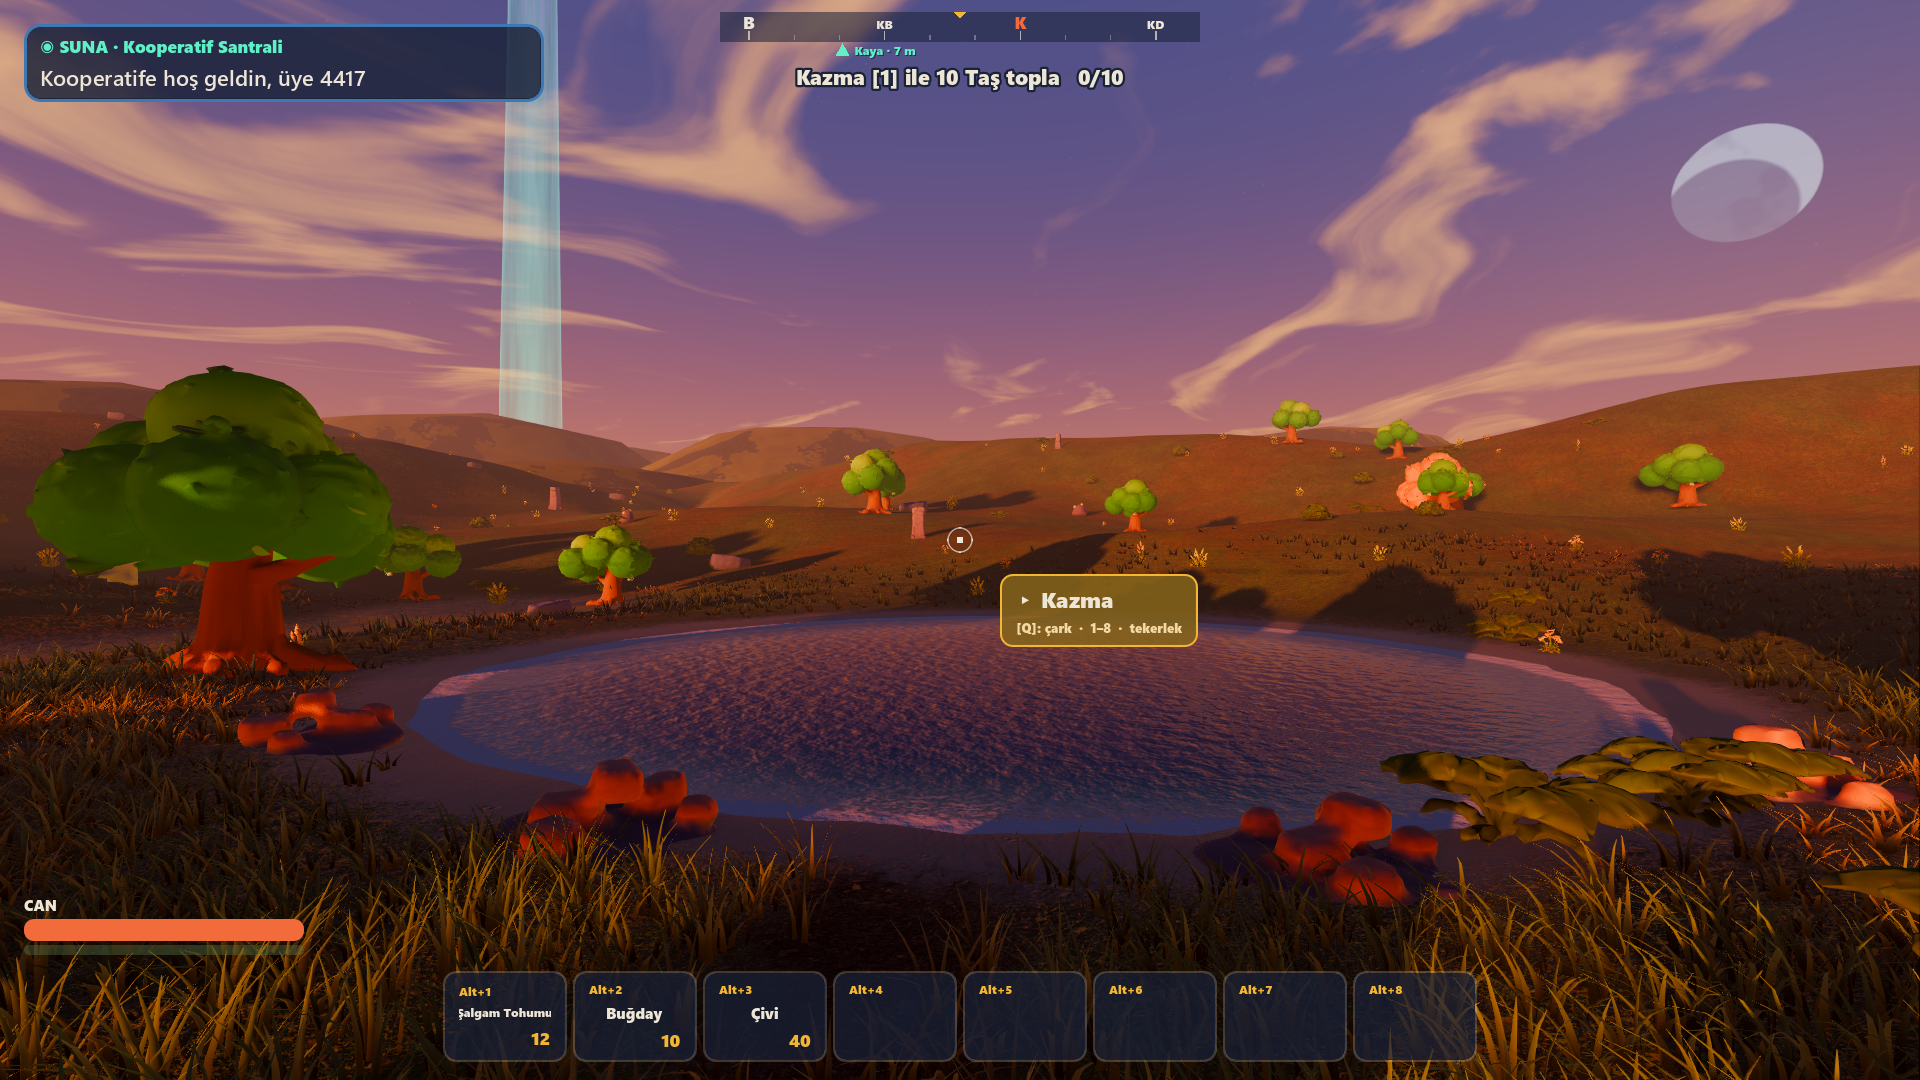 ◉ SUNA · Kooperatif Santrali
Kooperatife hoş geldin, üye 4417
B KB K KD
Kaya · 7 m
Kazma [1] ile 10 Taş topla 0/10
Kazma
[Q]: çark · 1–8 · tekerlek
CAN
Alt+1 Alt+2 Alt+3 Alt+4 Alt+5 Alt+6 Alt+7 Alt+8
Şalgam Tohumu Buğday Çivi
12 10 40